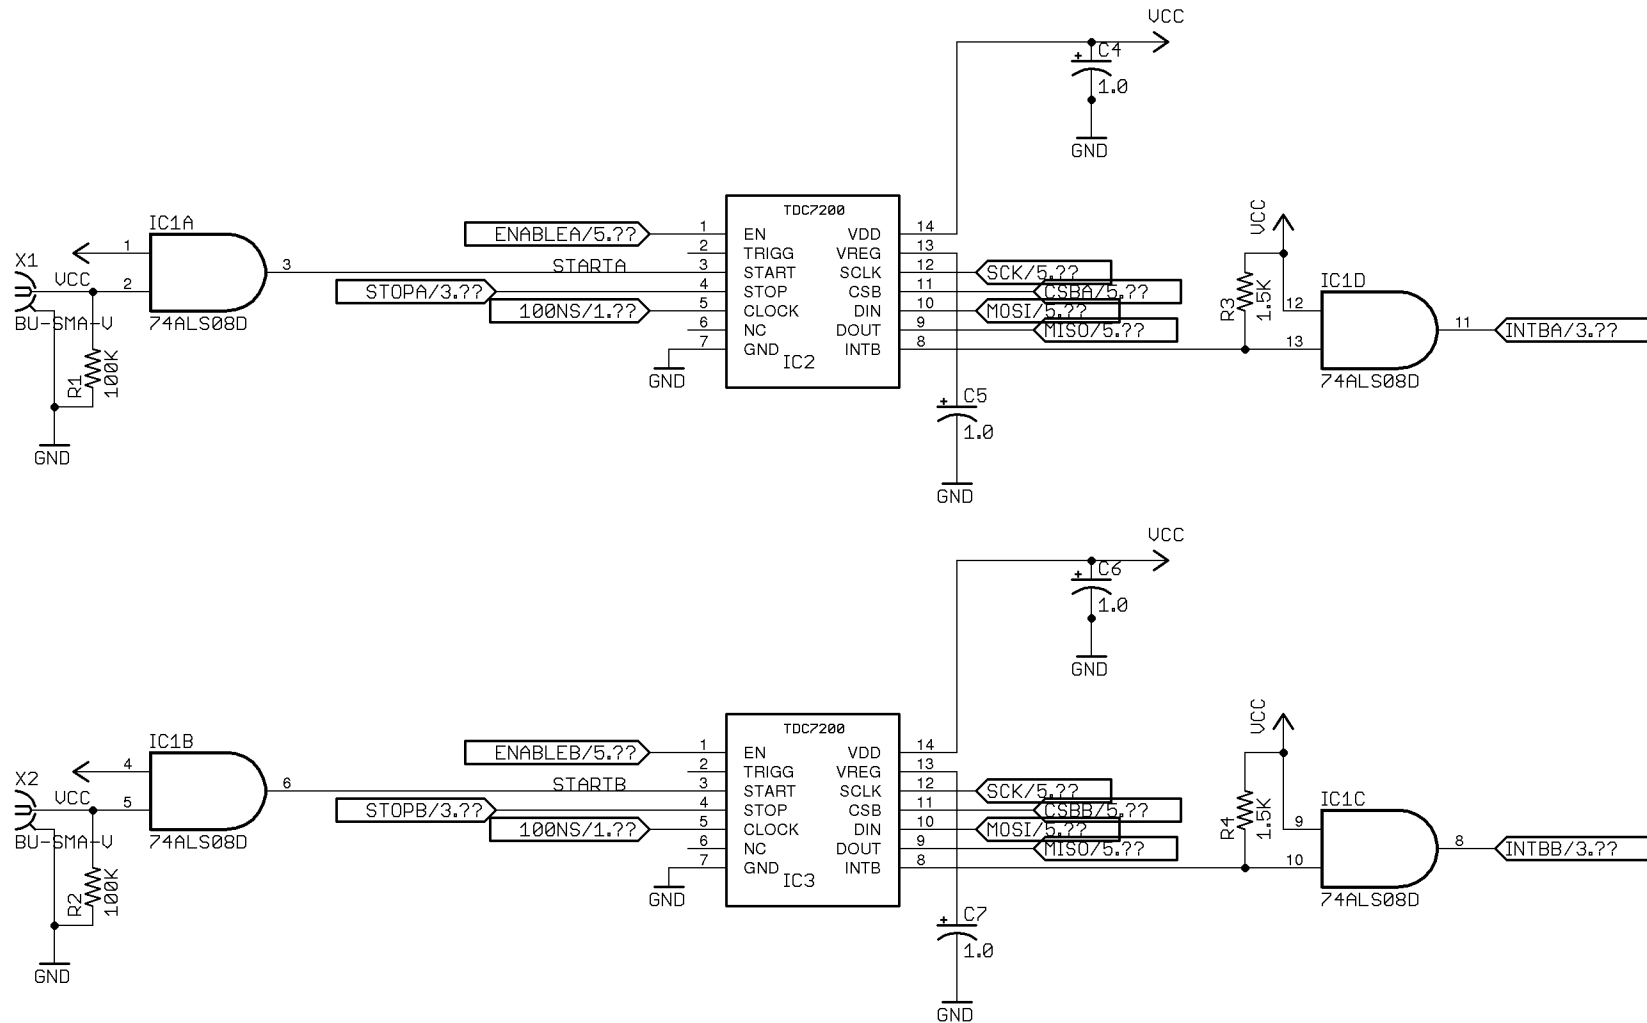 VCC
C4
1.0
GND
IC1A
TDC7200
VCC
ENABLEA/5.??
1
EN
VDD
14
1
2
TRIGG
VREG
13
X1
3
STARTA
3
START
SCLK
12
SCK/5.??
IC1D
VCC
2
STOPA/3.??
4
STOP
CSB
11
CSBA/5.??
R3
1.5K
12
BU-SMA-V
74ALS08D
100NS/1.??
5
CLOCK
DIN
10
MOSI/5.??
6
NC
DOUT
9
MISO/5.??
11
INTBA/3.??
7
GND
INTB
8
13
IC2
R1
100K
GND
74ALS08D
C5
1.0
GND
GND
VCC
C6
1.0
GND
IC1B
TDC7200
VCC
ENABLEB/5.??
1
EN
VDD
14
4
2
TRIGG
VREG
13
X2
6
STARTB
3
START
SCLK
12
SCK/5.??
IC1C
VCC
5
STOPB/3.??
4
STOP
CSB
11
CSBB/5.??
R4
1.5K
9
BU-SMA-V
74ALS08D
100NS/1.??
5
CLOCK
DIN
10
MOSI/5.??
6
NC
DOUT
9
MISO/5.??
8
INTBB/3.??
7
GND
INTB
8
10
IC3
R2
100K
GND
74ALS08D
C7
1.0
GND
GND